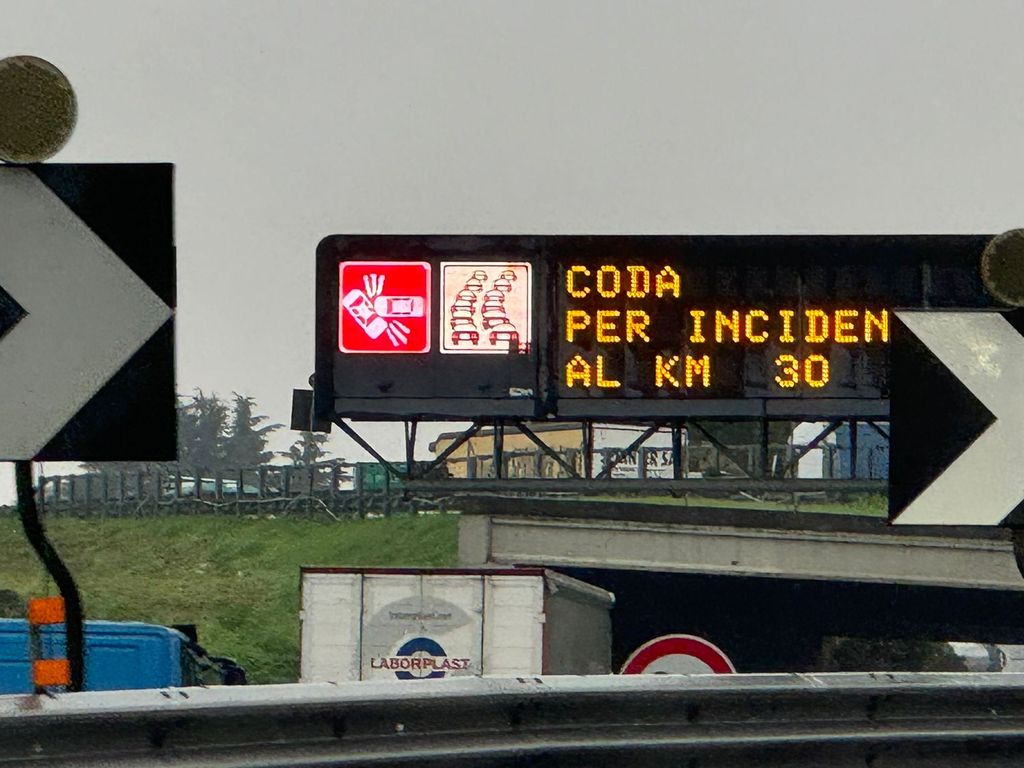 CODA
PER INCIDEN
AL KM 30
LABORPLAST